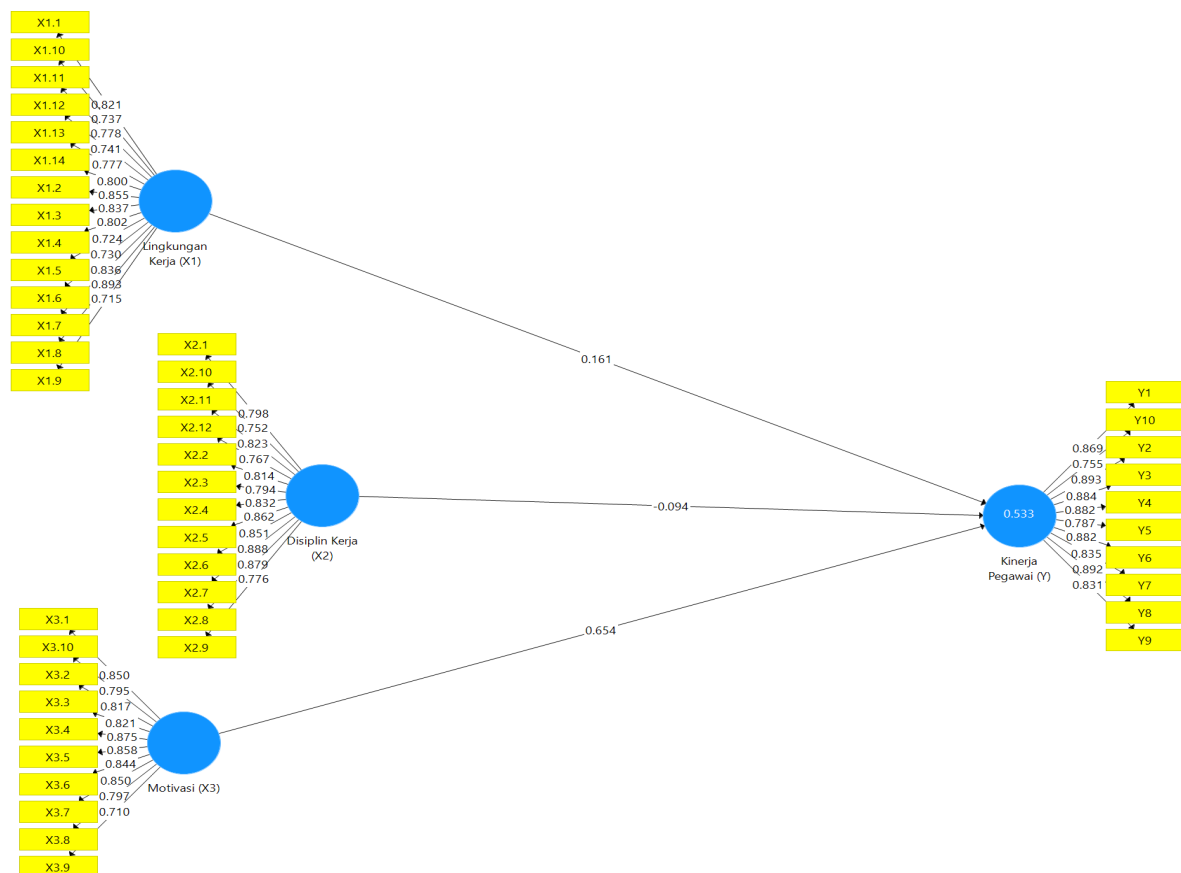 X1.1
X1.10
X1.11
X1.12
X1.13
X1.14
X1.2
X1.3
X1.4
X1.5
X1.6
X1.7
X1.8
X1.9
0.821
0.737
0.778
0.741
0.777
0.800
0.855
0.837
0.802
0.724
0.730
0.836
0.893
0.715
Lingkungan
Kerja (X1)
0.161
X2.1
X2.10
X2.11
X2.12
X2.2
X2.3
X2.4
X2.5
X2.6
X2.7
X2.8
X2.9
0.798
0.752
0.823
0.767
0.814
0.794
0.832
0.862
0.851
0.888
0.879
0.776
Disiplin Kerja
(X2)
-0.094
X3.1
X3.10
X3.2
X3.3
X3.4
X3.5
X3.6
X3.7
X3.8
X3.9
0.850
0.795
0.817
0.821
0.875
0.858
0.844
0.850
0.797
0.710
Motivasi (X3)
0.654
0.533
Kinerja
Pegawai (Y)
0.869
0.755
0.893
0.884
0.882
0.787
0.882
0.835
0.892
0.831
Y1
Y10
Y2
Y3
Y4
Y5
Y6
Y7
Y8
Y9